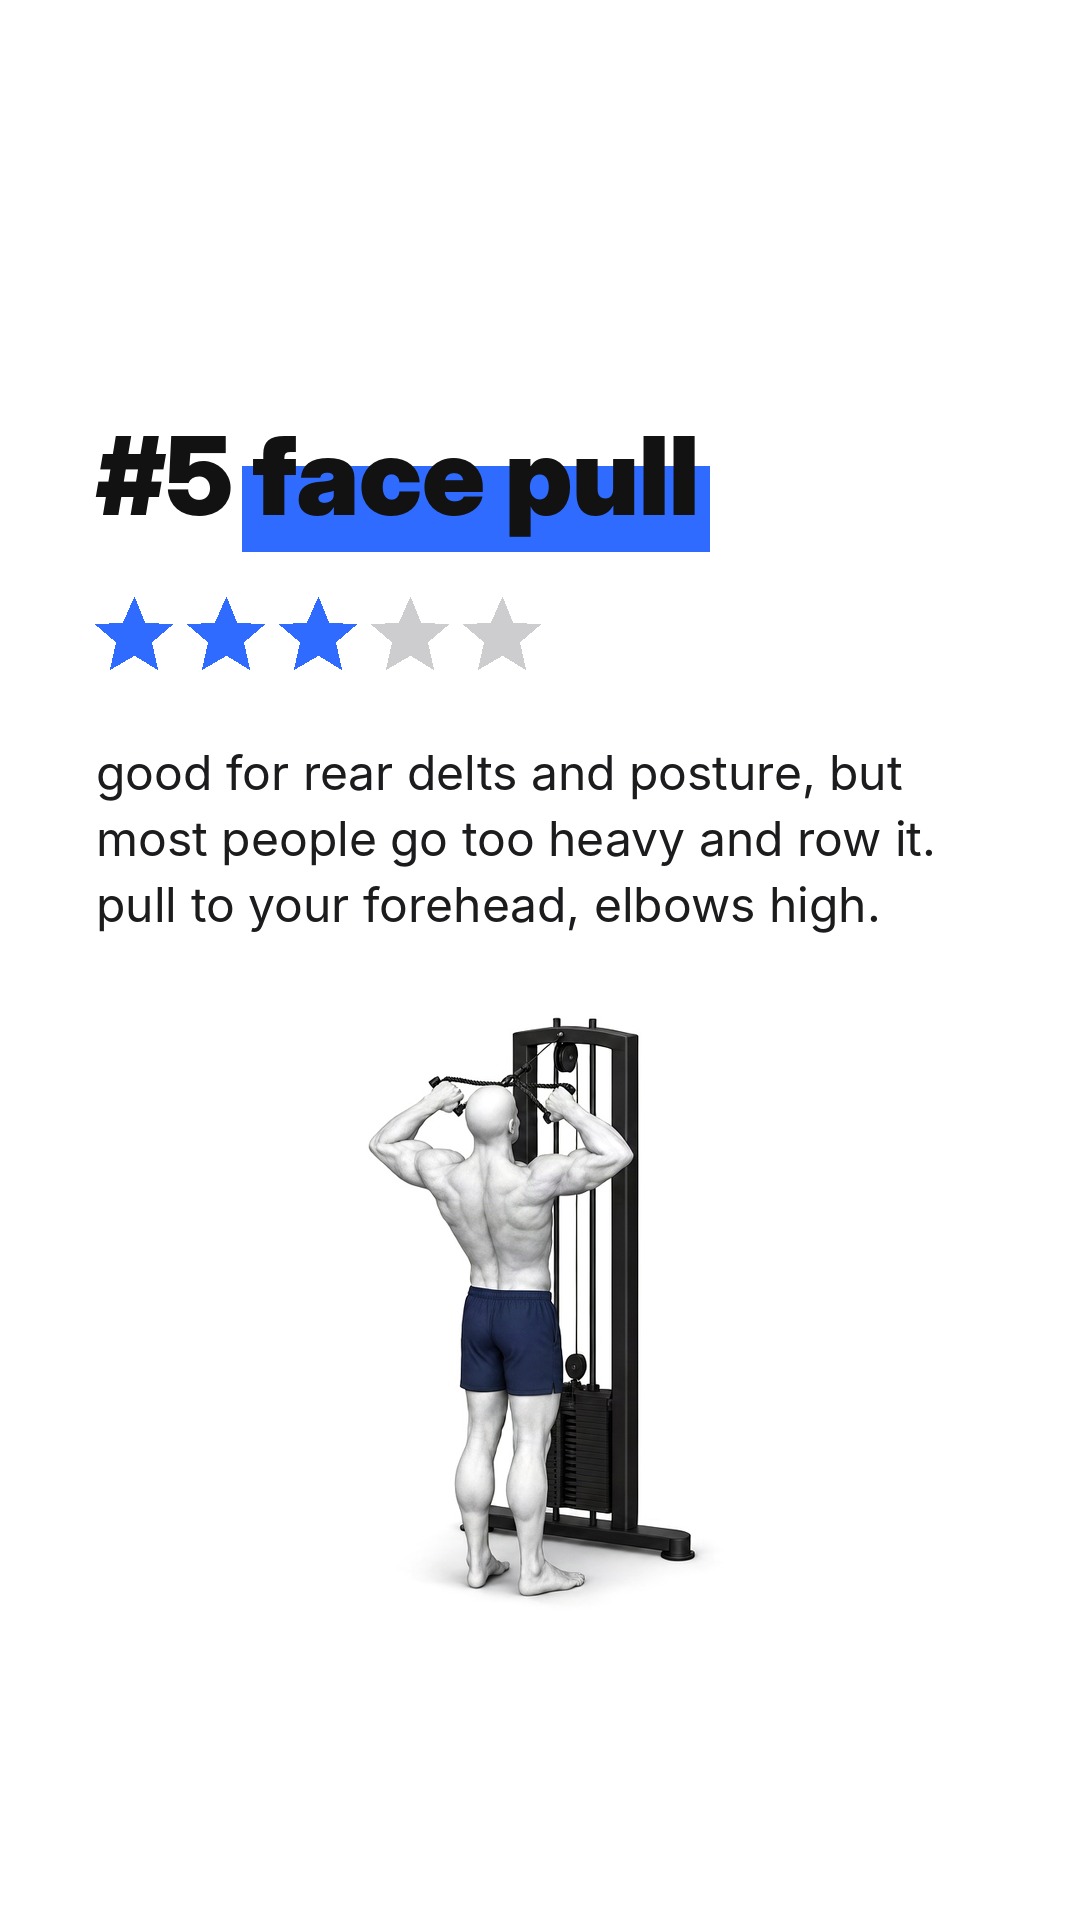 #5 face pull
good for rear delts and posture, but
most people go too heavy and row it.
pull to your forehead, elbows high.